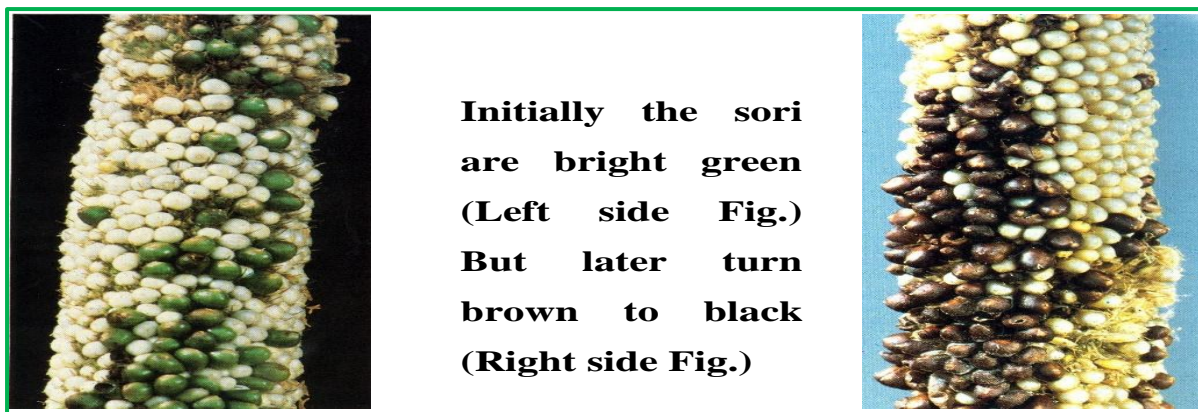 Initially the sori
are bright green
(Left side Fig.)
But later turn
brown to black
(Right side Fig.)